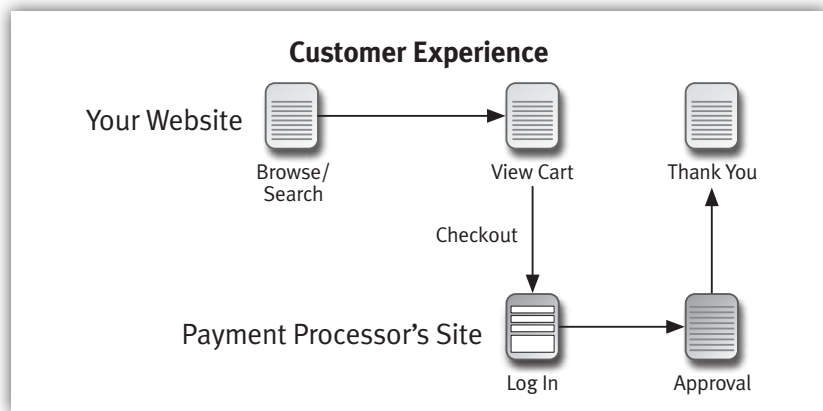 Customer Experience
Your Website
Browse/
Search
View Cart
Thank You
Checkout
Payment Processor's Site
Log In
Approval